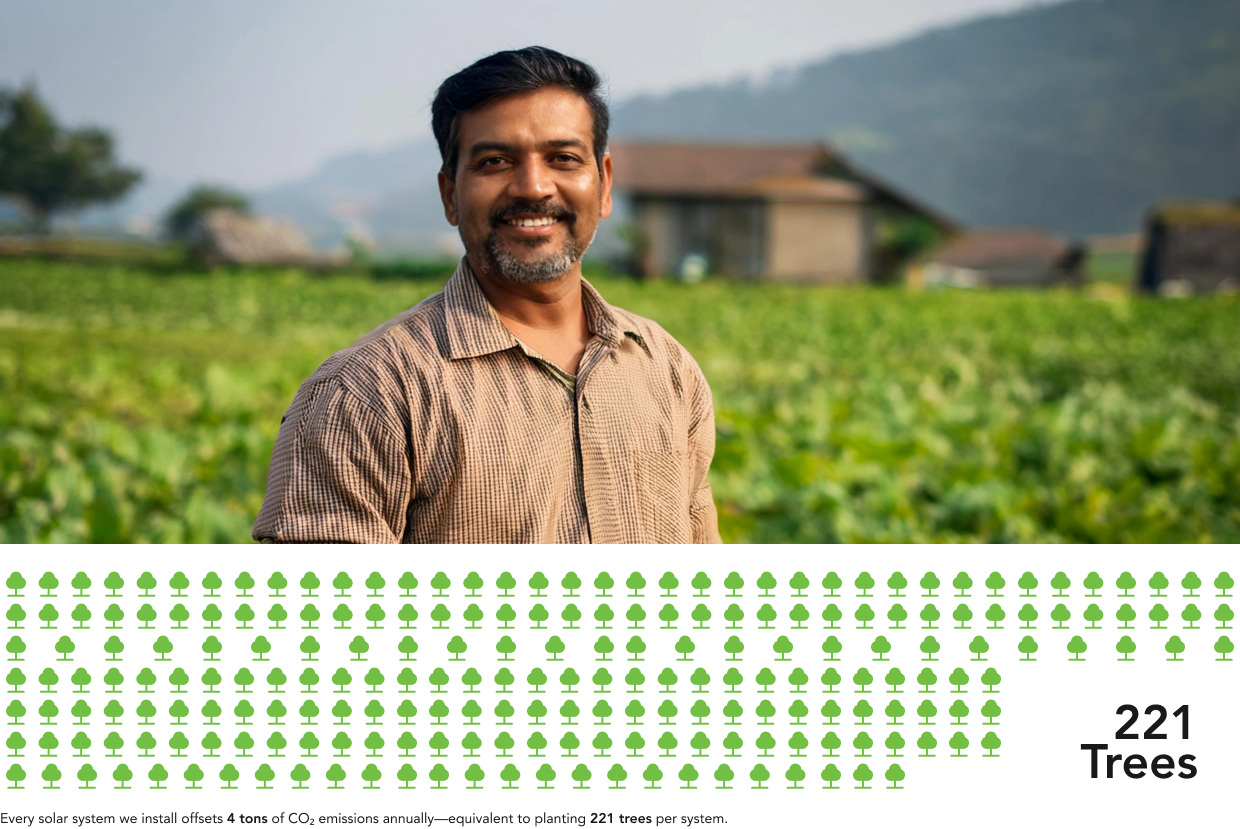 221
Trees
Every solar system we install offsets 4 tons of CO₂ emissions annually—equivalent to planting 221 trees per system.